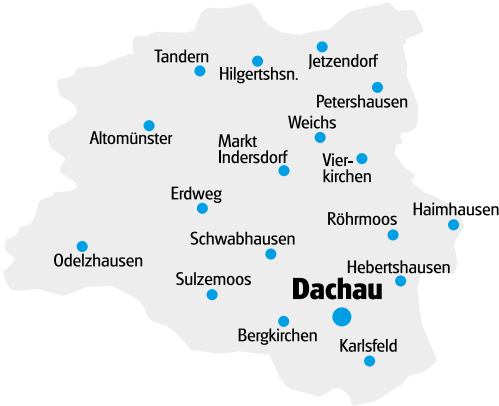 Tandern
Hilgertshsn.
Jetzendorf
Petershausen
Altomünster
Weichs
Markt
Indersdorf
Vier-
kirchen
Erdweg
Röhrmoos
Haimhausen
Schwabhausen
Odelzhausen
Hebertshausen
Sulzemoos
Dachau
Bergkirchen
Karlsfeld